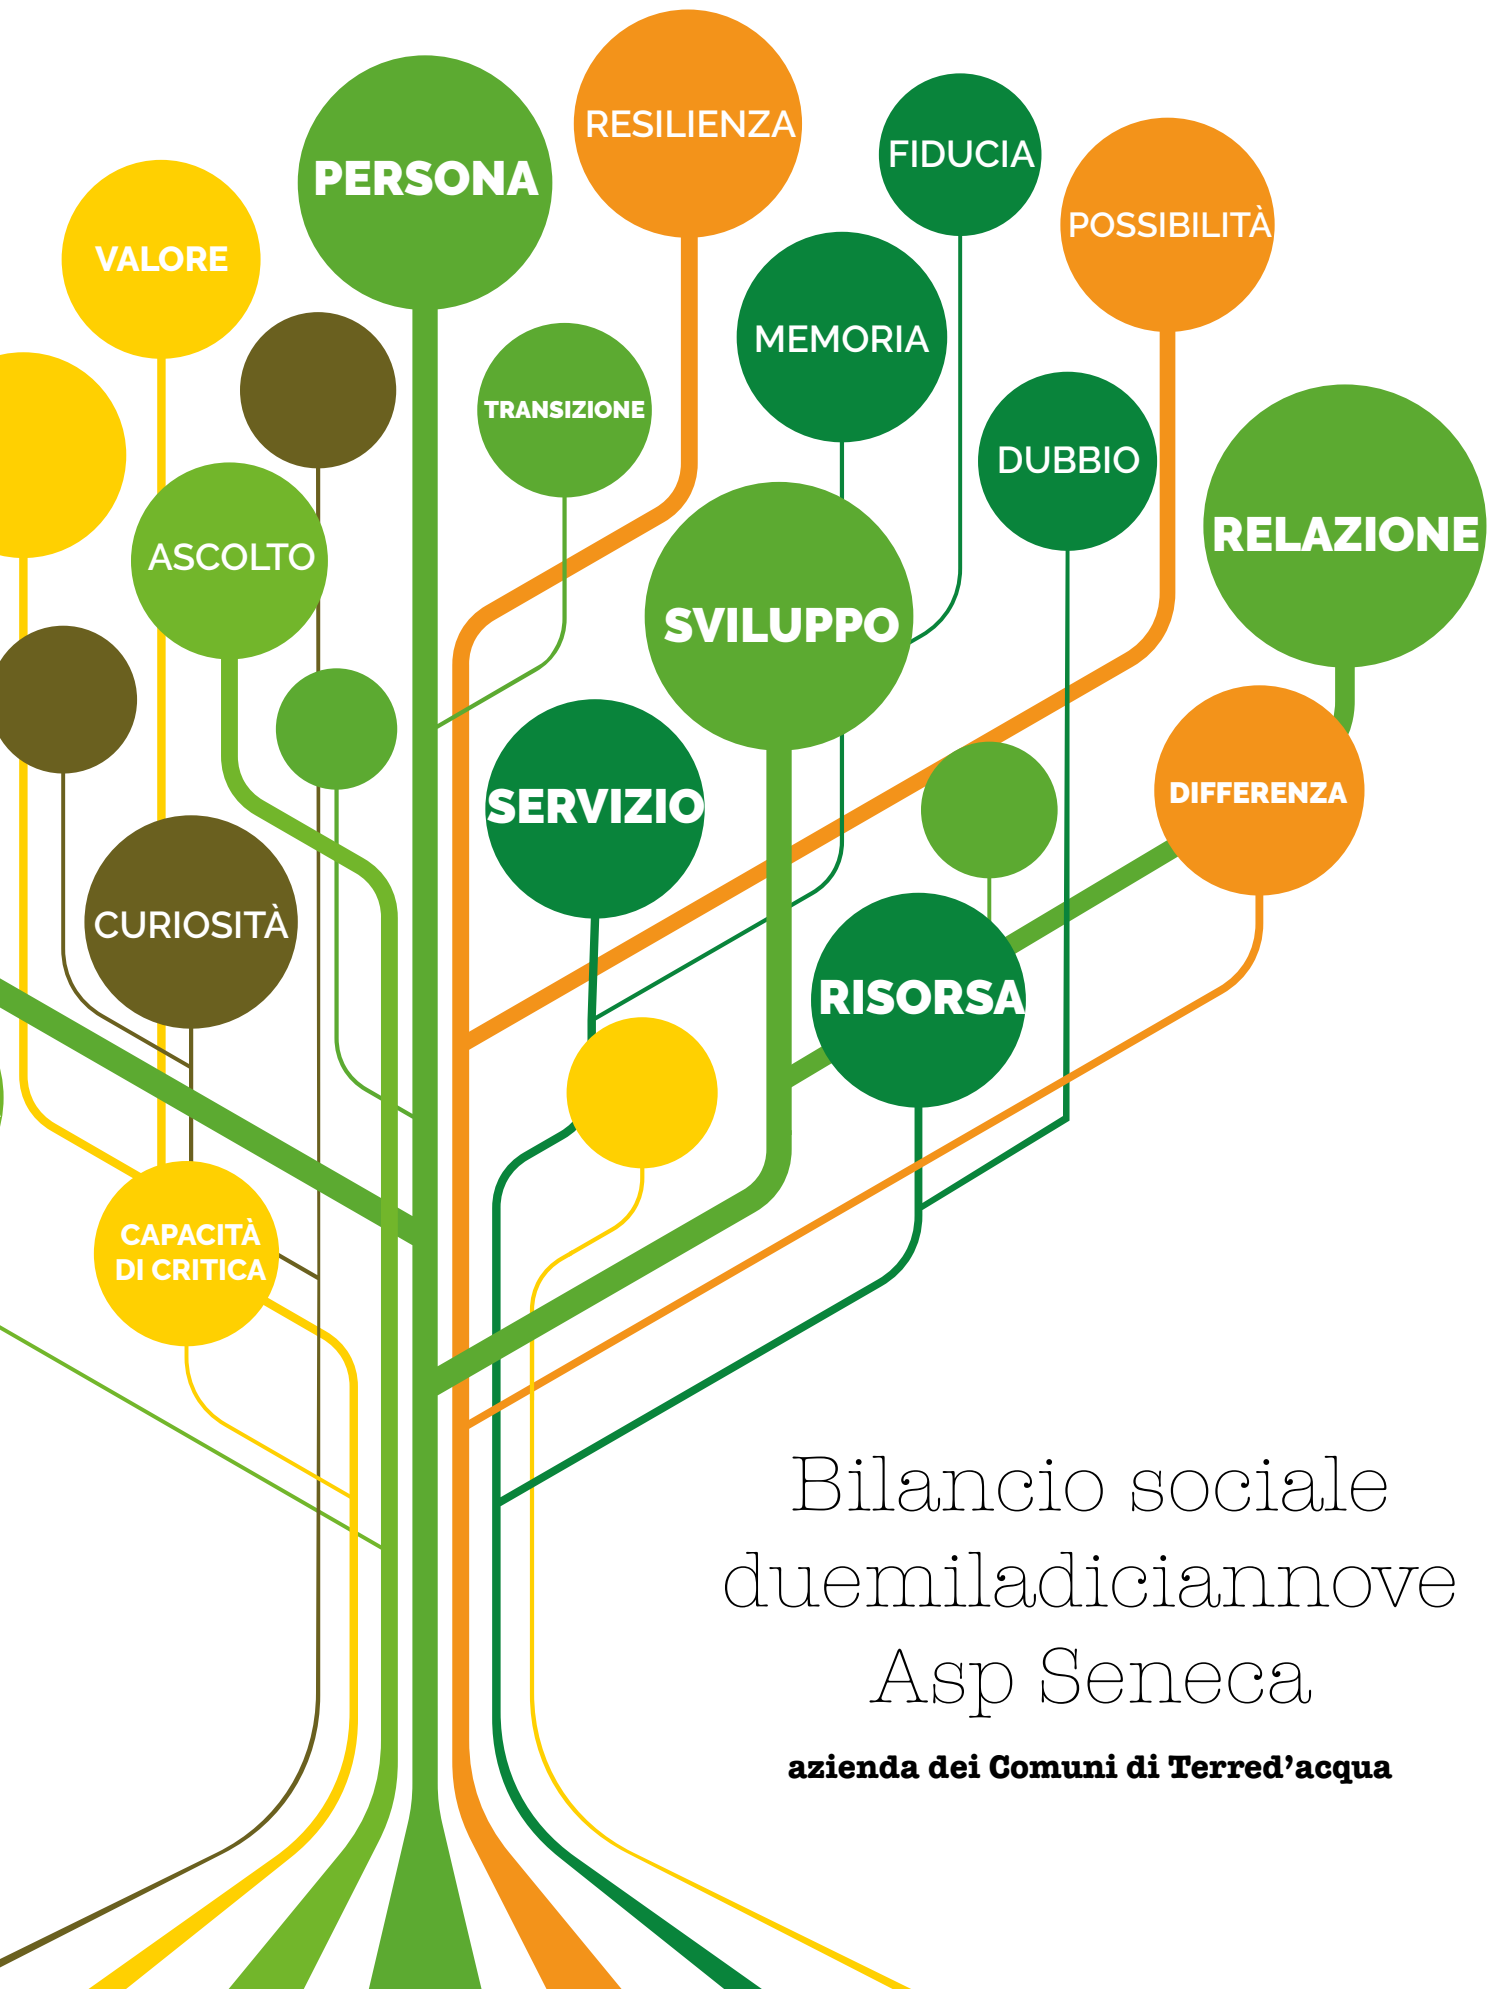 RESILIENZA
FIDUCIA
PERSONA
POSSIBILITÀ
VALORE
MEMORIA
TRANSIZIONE
DUBBIO
RELAZIONE
ASCOLTO
SVILUPPO
DIFFERENZA
SERVIZIO
CURIOSITÀ
RISORSA
CAPACITÀ
DI CRITICA
Bilancio sociale
duemiladiciannove
Asp Seneca
azienda dei Comuni di Terred’acqua